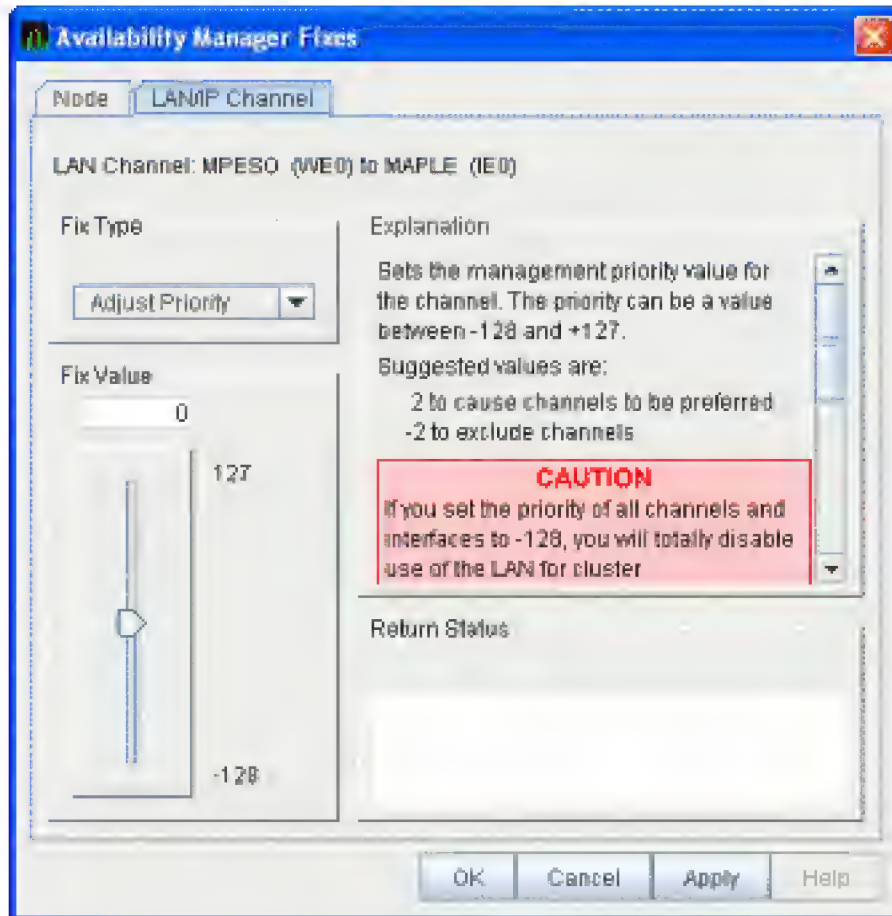 Availability Manager Fixes
Node
LAN/IP Channel
LAN Channel: MPESO (WE0) to MAPLE (IE0)
Fix Type
Adjust Priority
Fix Value
0
127
-128
Explanation
Sets the management priority value for
the channel. The priority can be a value
between -128 and +127.
Suggested values are:
2 to cause channels to be preferred
-2 to exclude channels
CAUTION
If you set the priority of all channels and
interfaces to -128, you will totally disable
use of the LAN for cluster
Return Status
OK
Cancel
Apply
Help